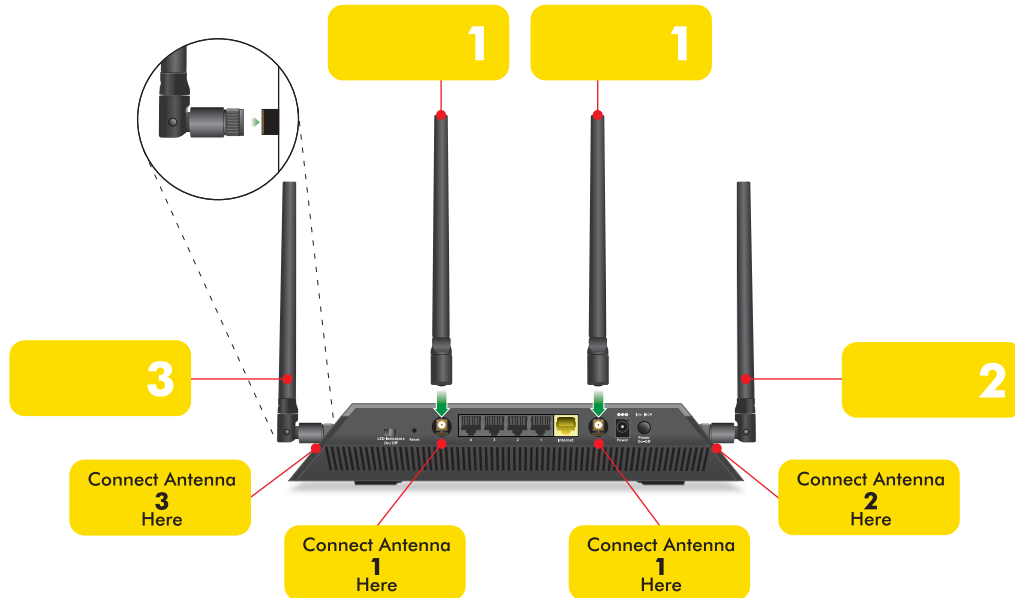 1
1
3
2
LED Indicators
On/Off
Reset
4
3
2
1
Internet
Power
Power
On/Off
Connect Antenna
3
Here
Connect Antenna
2
Here
Connect Antenna
1
Here
Connect Antenna
1
Here